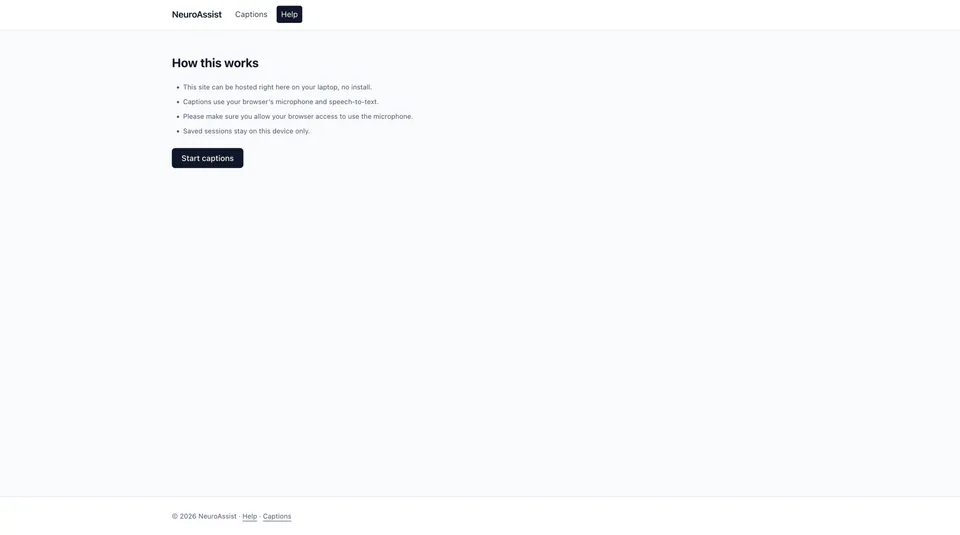 NeuroAssist Captions Help
How this works
• This site can be hosted right here on your laptop, no install.
• Captions use your browser's microphone and speech-to-text.
• Please make sure you allow your browser access to use the microphone.
• Saved sessions stay on this device only.
Start captions
© 2026 NeuroAssist · Help · Captions